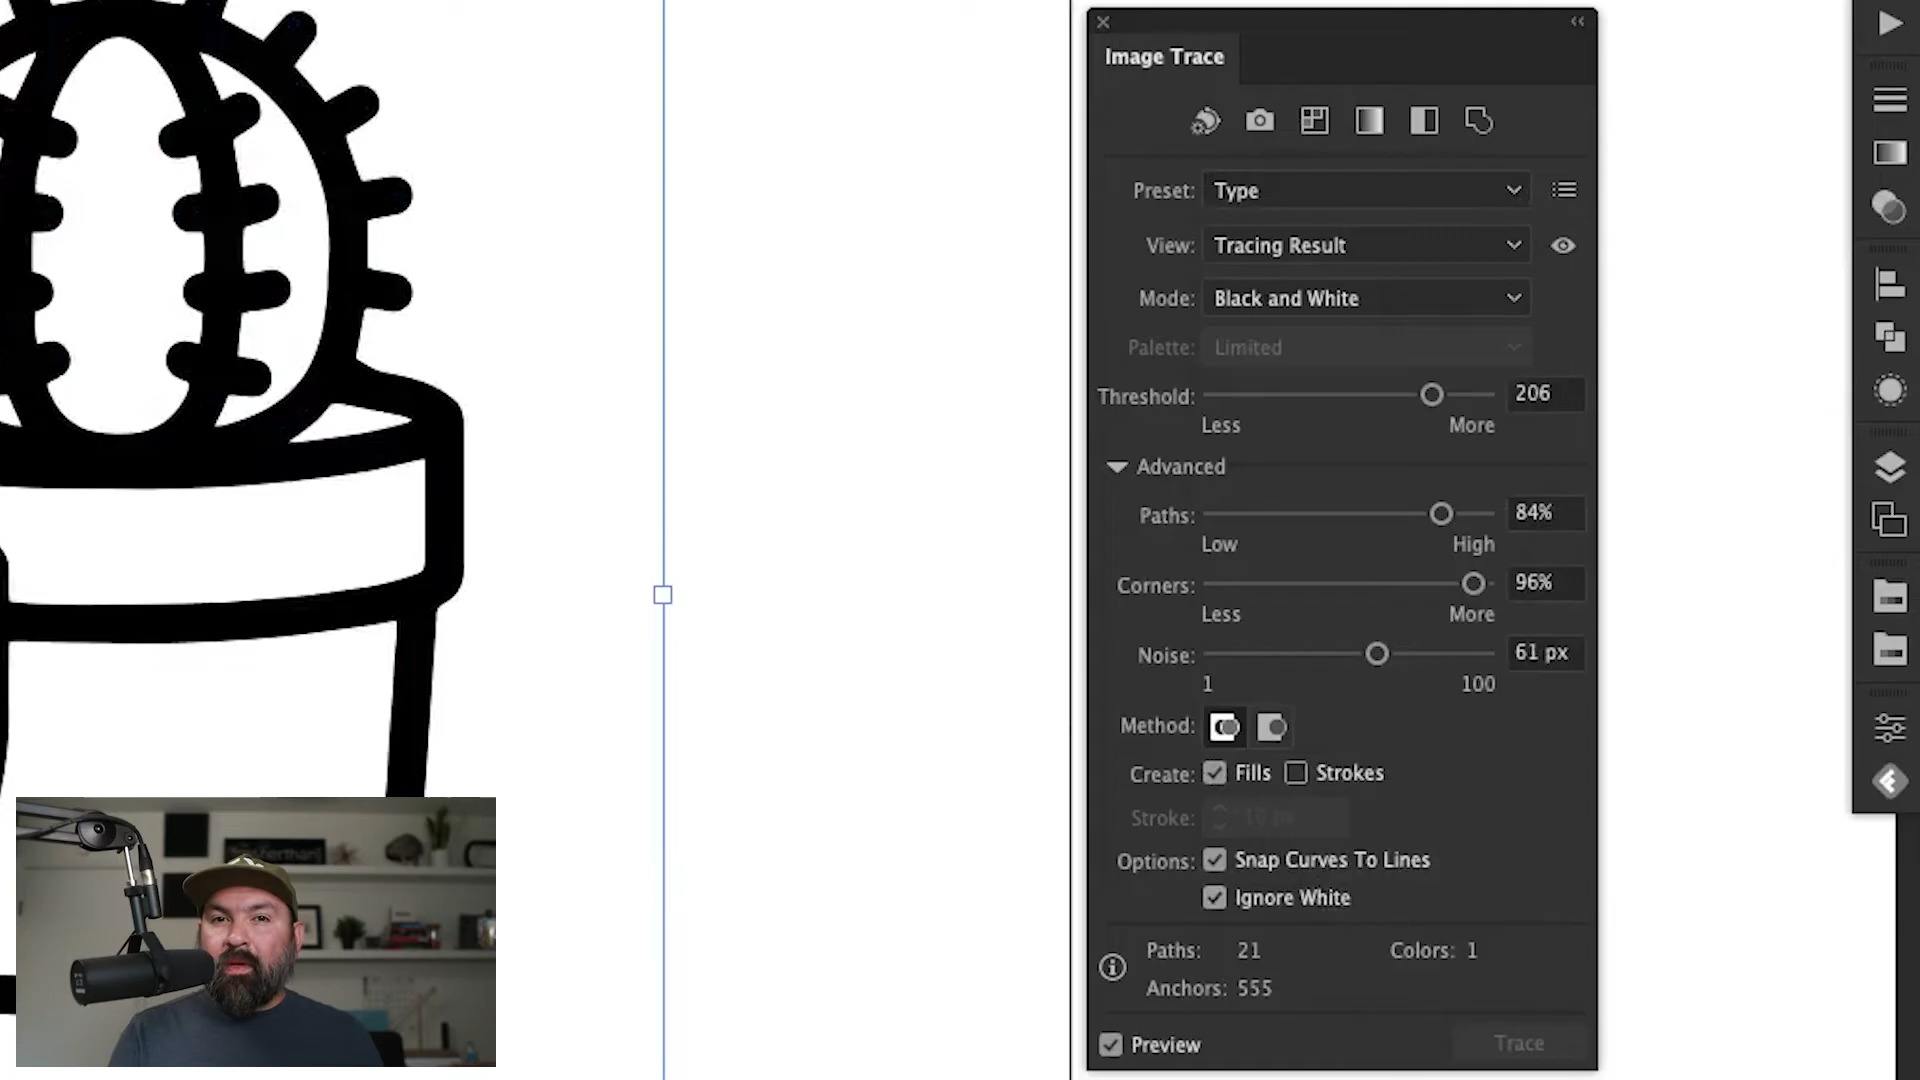 Image Trace
Preset: Type
View: Tracing Result
Mode: Black and White
Palette: Limited
Threshold: 206
Less More
Advanced
Paths: 84%
Low High
Corners: 96%
Less More
Noise: 61 px
1 100
Method:
Create: Fills Strokes
Stroke: 10 px
Options: Snap Curves To Lines
Ignore White
Paths: 21 Colors: 1
Anchors: 555
Preview Trace